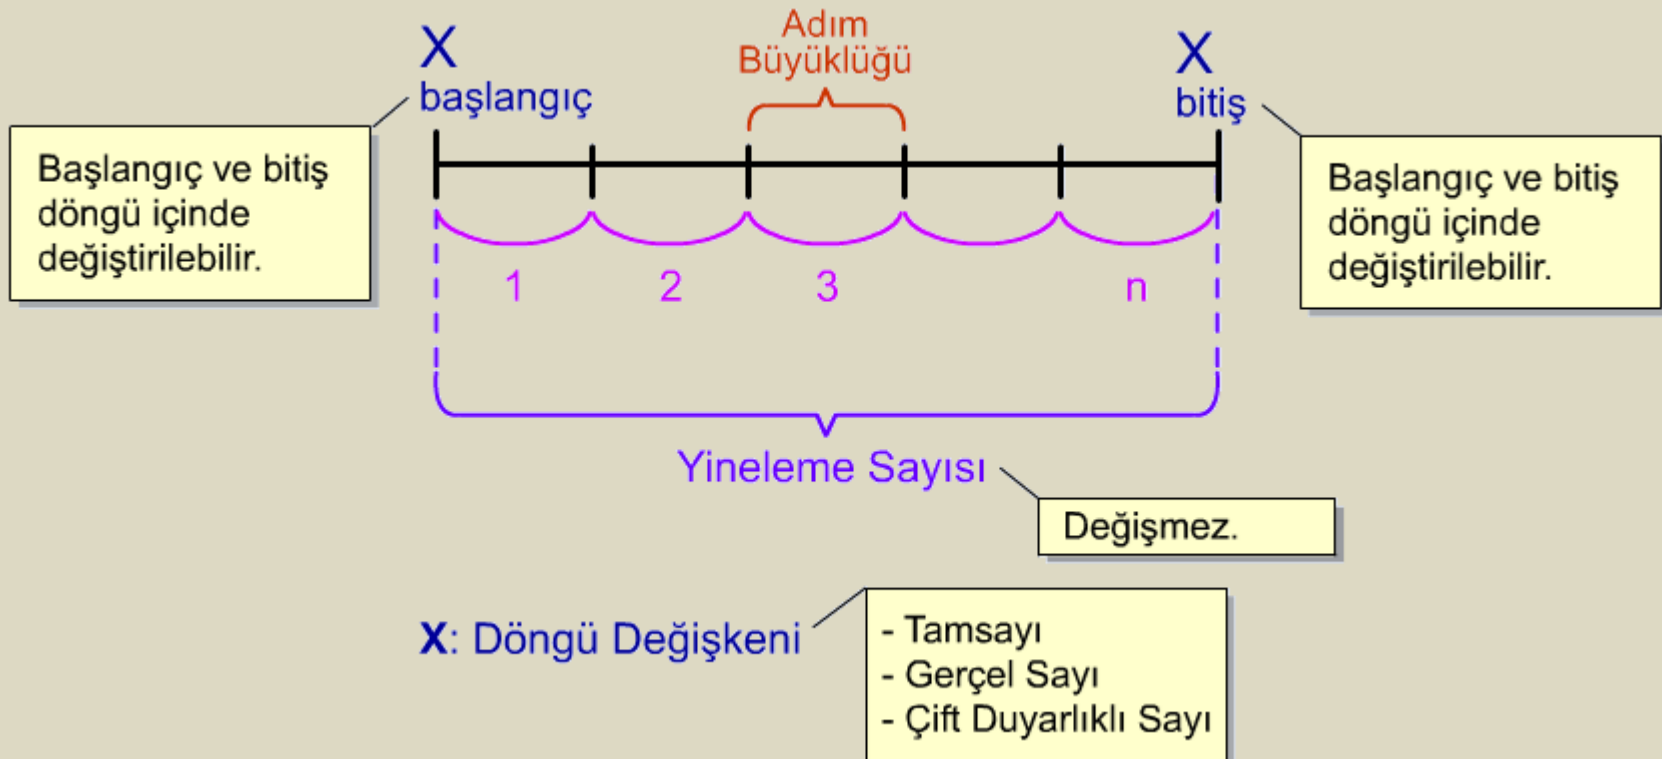 Adım
Büyüklüğü
X
başlangıç
X
bitiş
Başlangıç ve bitiş
döngü içinde
değiştirilebilir.
Başlangıç ve bitiş
döngü içinde
değiştirilebilir.
1 2 3 n
Yineleme Sayısı
Değişmez.
X: Döngü Değişkeni
- Tamsayı
- Gerçel Sayı
- Çift Duyarlıklı Sayı